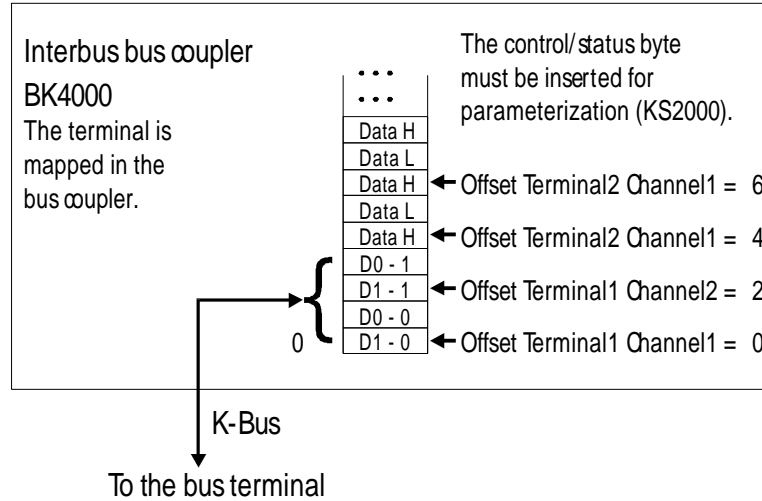 Interbus bus coupler
BK4000
The terminal is
mapped in the
bus coupler.
The control/status byte
must be inserted for
parameterization (KS2000).
...
...
Data H
Data L
Data H Offset Terminal2 Channel1 = 6
Data L
Data H Offset Terminal2 Channel1 = 4
D0 - 1
D1 - 1 Offset Terminal1 Channel2 = 2
D0 - 0
0 D1 - 0 Offset Terminal1 Channel1 = 0
K-Bus
To the bus terminal